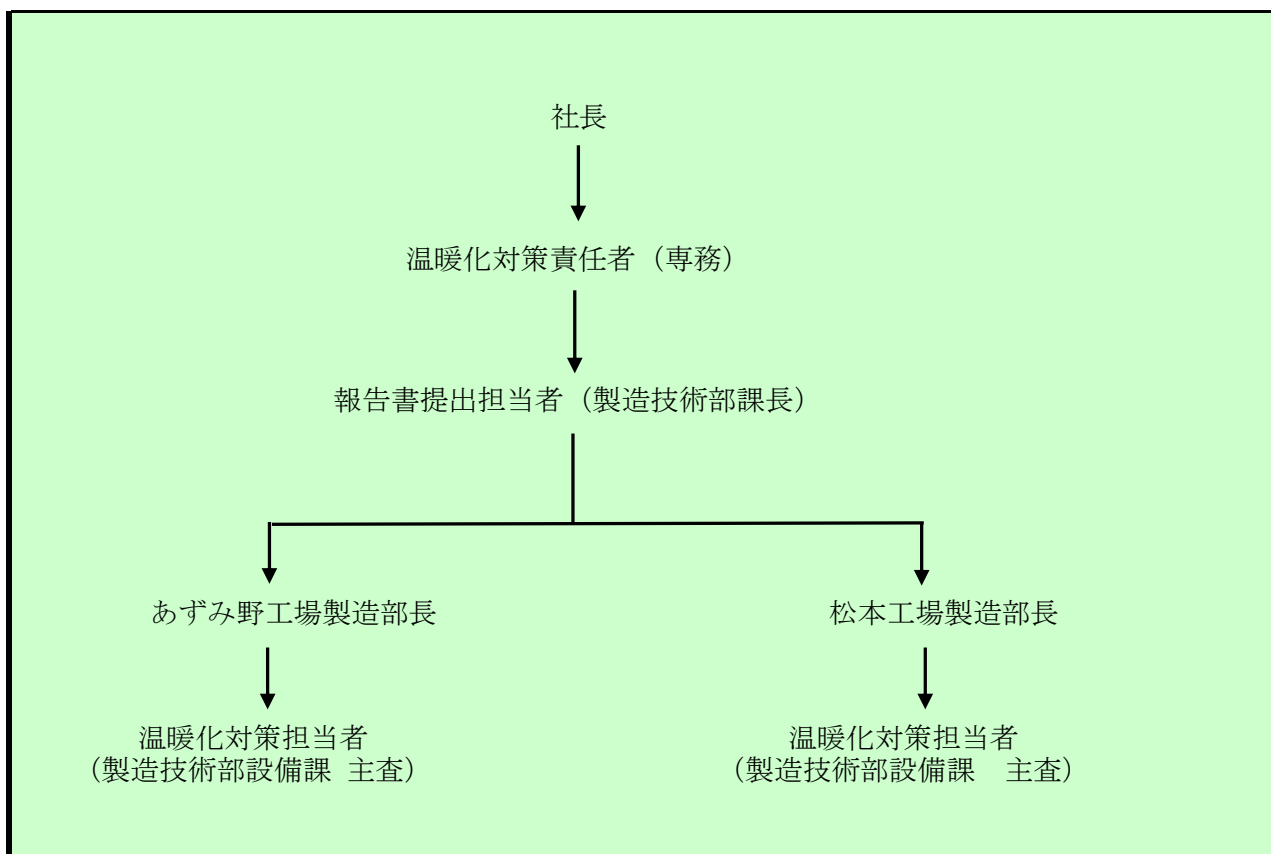 社長
温暖化対策責任者（専務）
報告書提出担当者（製造技術部課長）
あずみ野工場製造部長
松本工場製造部長
温暖化対策担当者
（製造技術部設備課 主査）
温暖化対策担当者
（製造技術部設備課　主査）